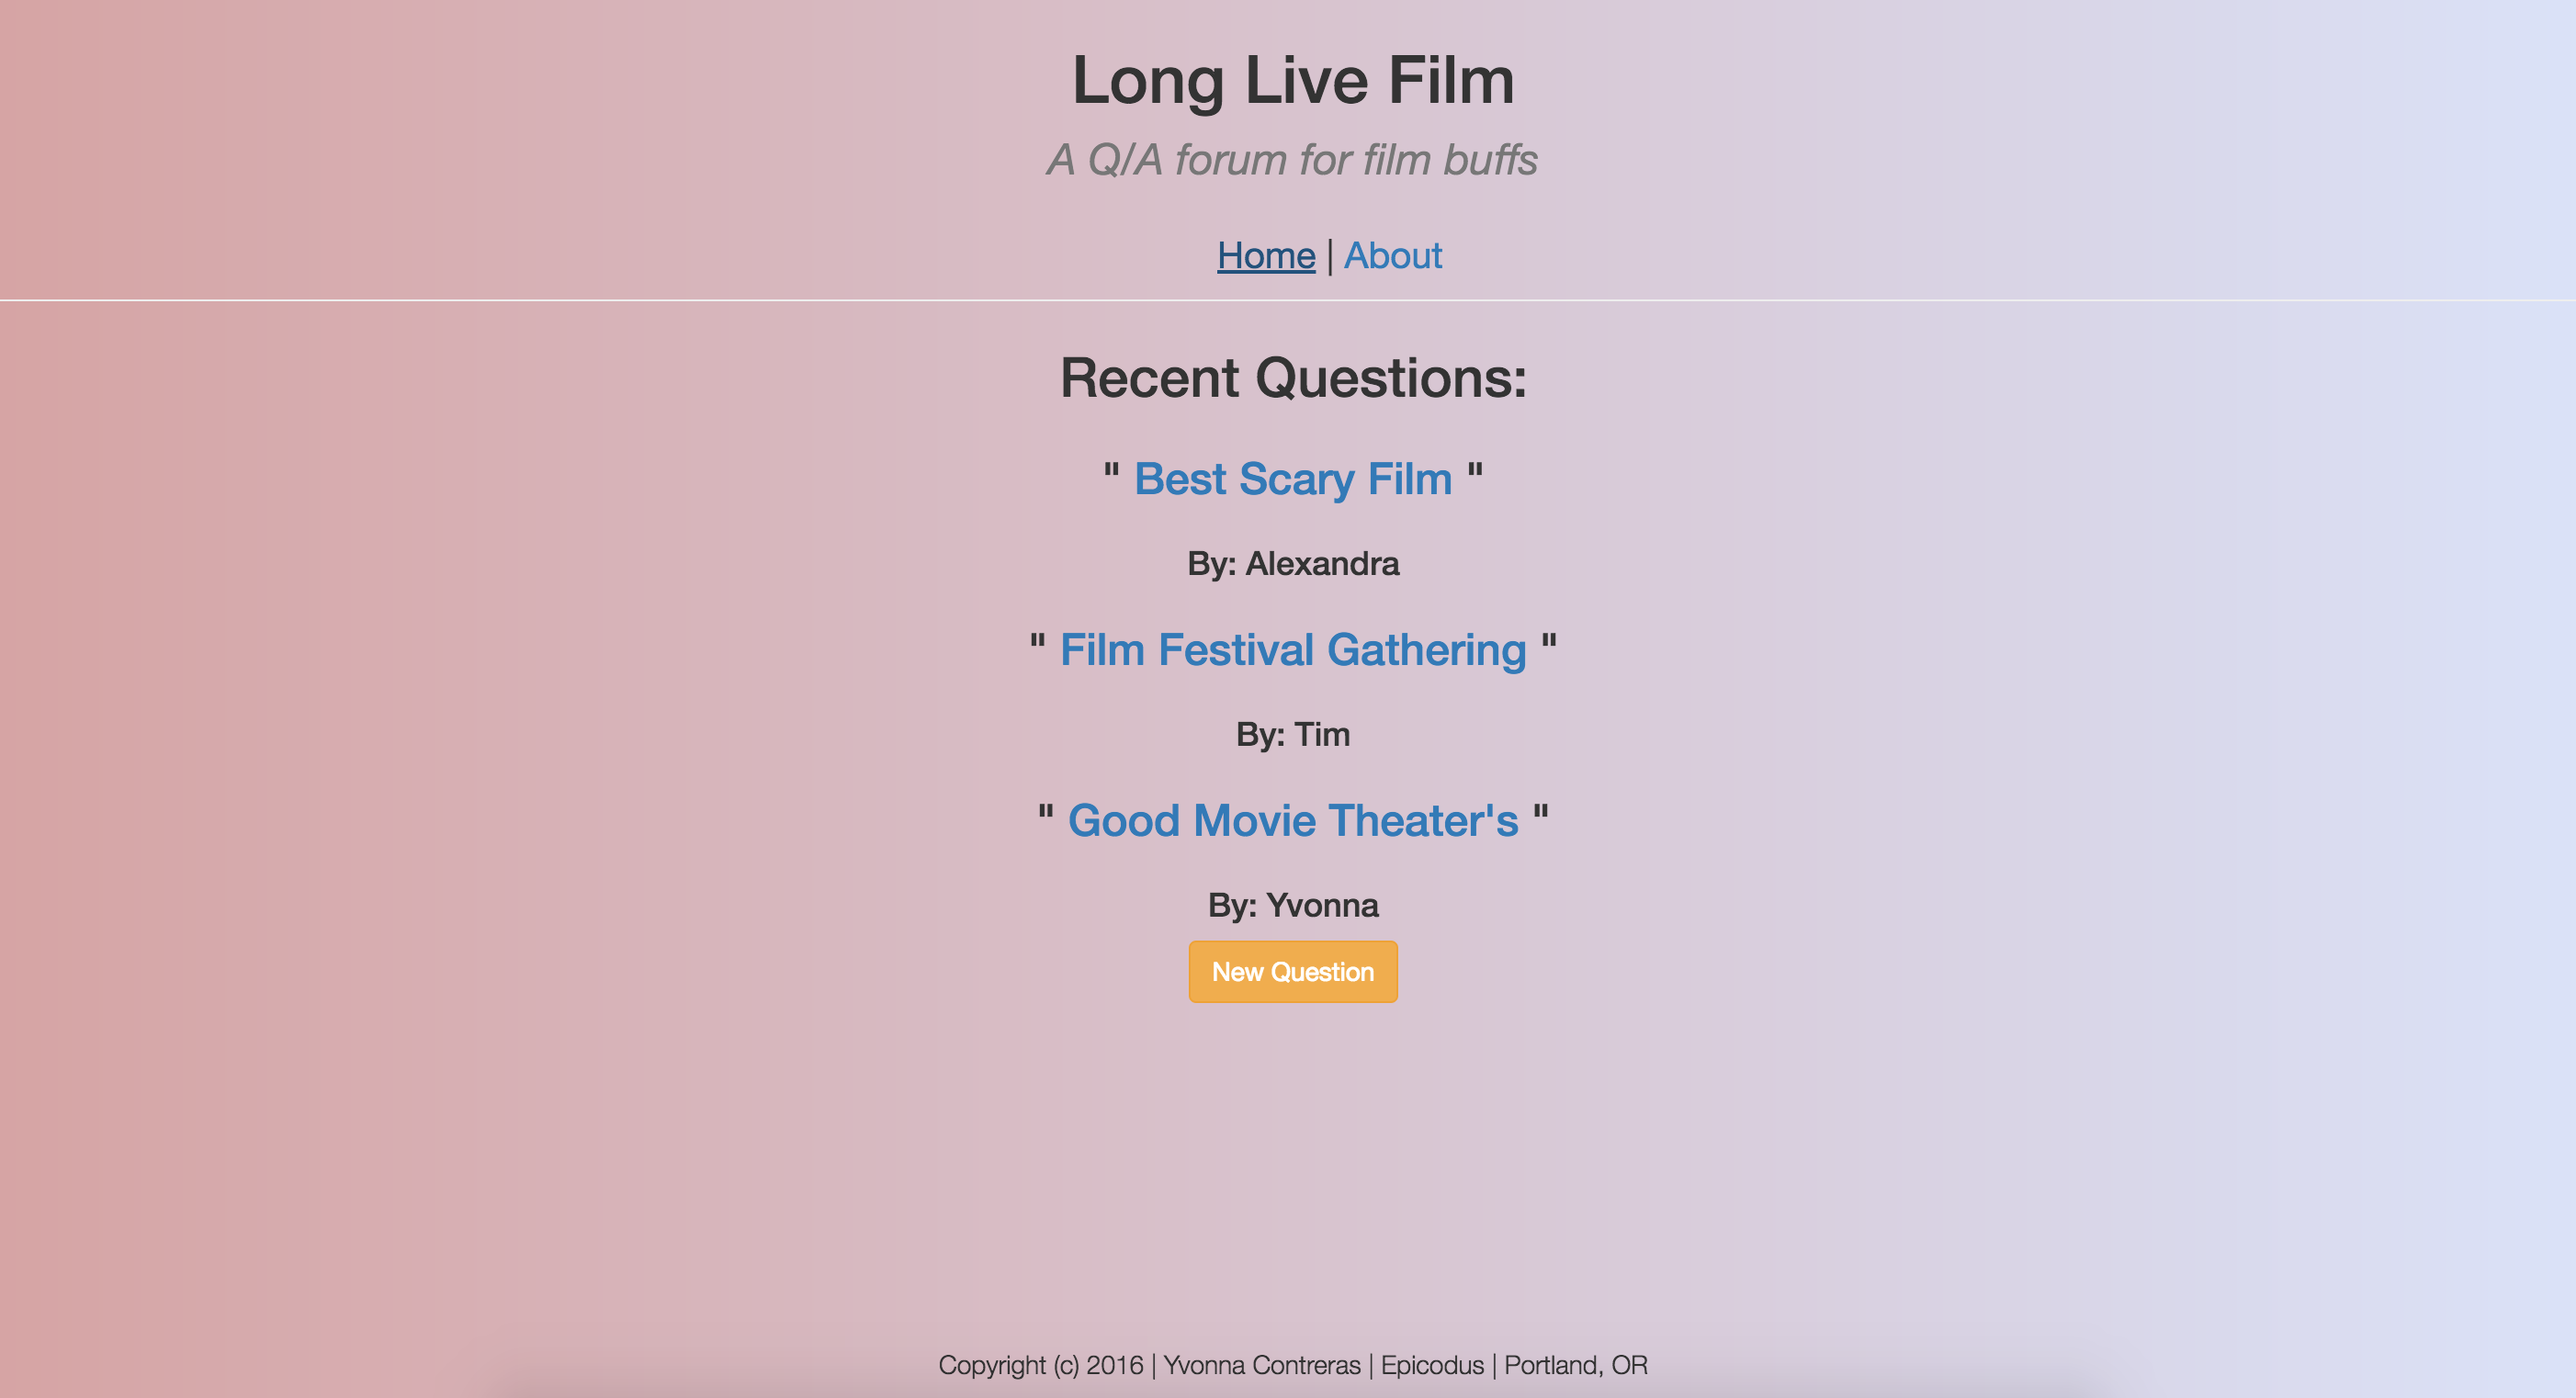 Long Live Film
A Q/A forum for film buffs
Home | About
Recent Questions:
" Best Scary Film "
By: Alexandra
" Film Festival Gathering "
By: Tim
" Good Movie Theater's "
By: Yvonna
New Question
Copyright (c) 2016 | Yvonna Contreras | Epicodus | Portland, OR